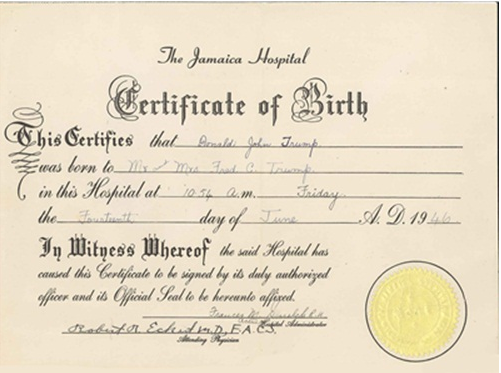 The Jamaica Hospital
Certificate of Birth
This Certifies that Donald John Trump
was born to Mr. and Mrs Fred C. Trump
in this Hospital at 10:54 a.m. Friday
the Fourteenth day of June A. D. 1946
In Witness Whereof the said Hospital has
caused this Certificate to be signed by its duly authorized
officer and its Official Seal to be hereunto affixed.
Hospital Administrator
Robert R M.D, F.A.C.S.
Attending Physician